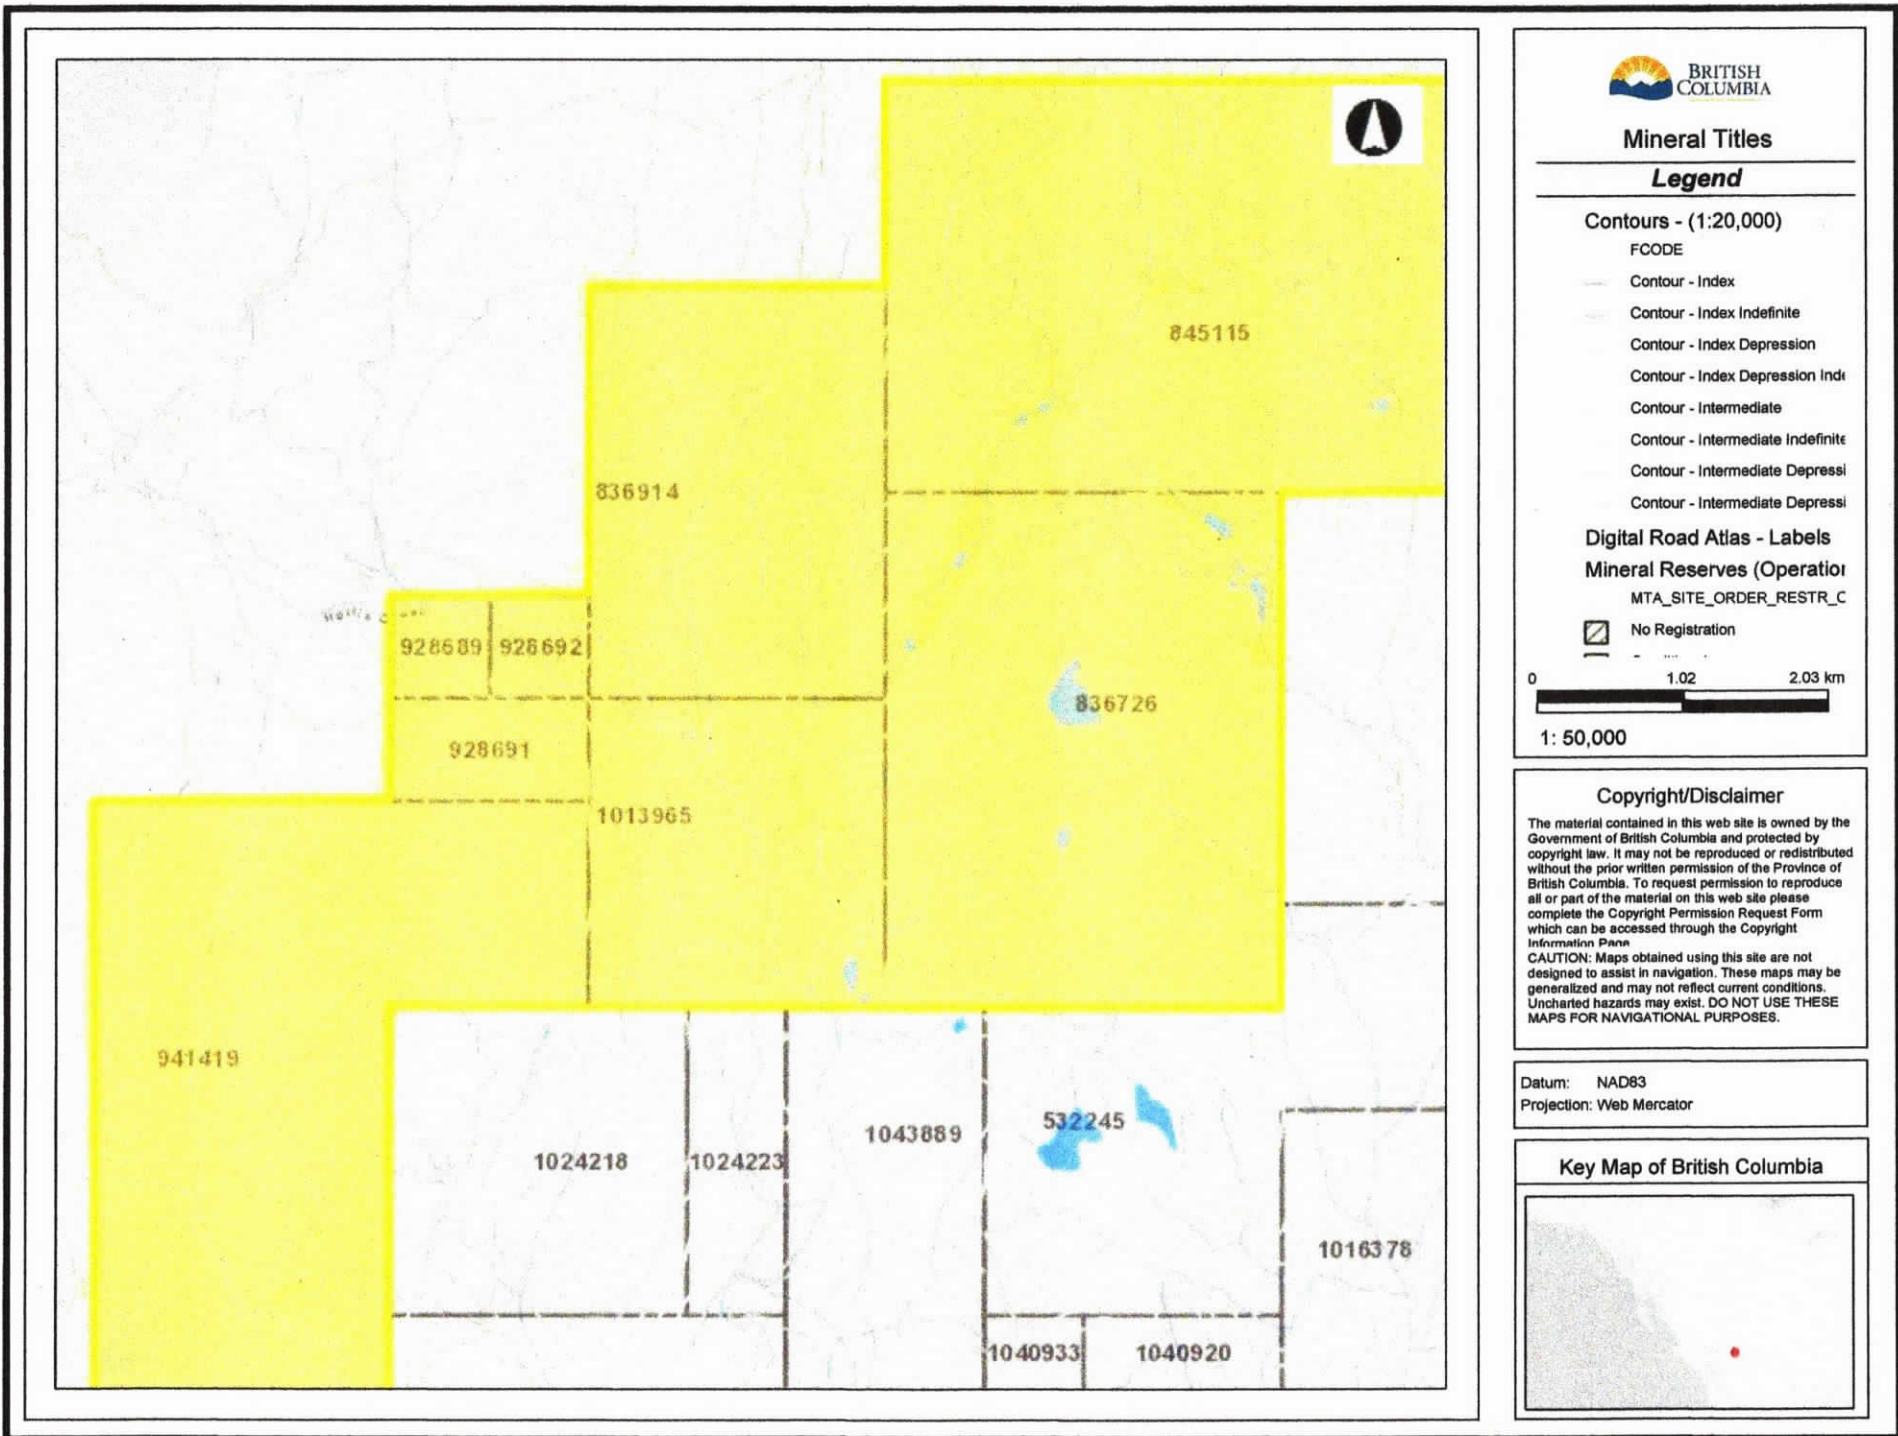 845115
836914
928689
928692
836726
928691
1013965
941419
532245
1043889
1024218
1024223
1016378
1040933
1040920
BRITISH
COLUMBIA
Mineral Titles
Legend
Contours - (1:20,000)
FCODE
Contour - Index
Contour - Index Indefinite
Contour - Index Depression
Contour - Index Depression Inde
Contour - Intermediate
Contour - Intermediate Indefinite
Contour - Intermediate Depressi
Contour - Intermediate Depressi
Digital Road Atlas - Labels
Mineral Reserves (Operation
MTA_SITE_ORDER_RESTR_C
No Registration
0 1.02 2.03 km
1: 50,000
Copyright/Disclaimer
The material contained in this web site is owned by the
Government of British Columbia and protected by
copyright law. It may not be reproduced or redistributed
without the prior written permission of the Province of
British Columbia. To request permission to reproduce
all or part of the material on this web site please
complete the Copyright Permission Request Form
which can be accessed through the Copyright
Information Page
CAUTION: Maps obtained using this site are not
designed to assist in navigation. These maps may be
generalized and may not reflect current conditions.
Uncharted hazards may exist. DO NOT USE THESE
MAPS FOR NAVIGATIONAL PURPOSES.
Datum: NAD83
Projection: Web Mercator
Key Map of British Columbia